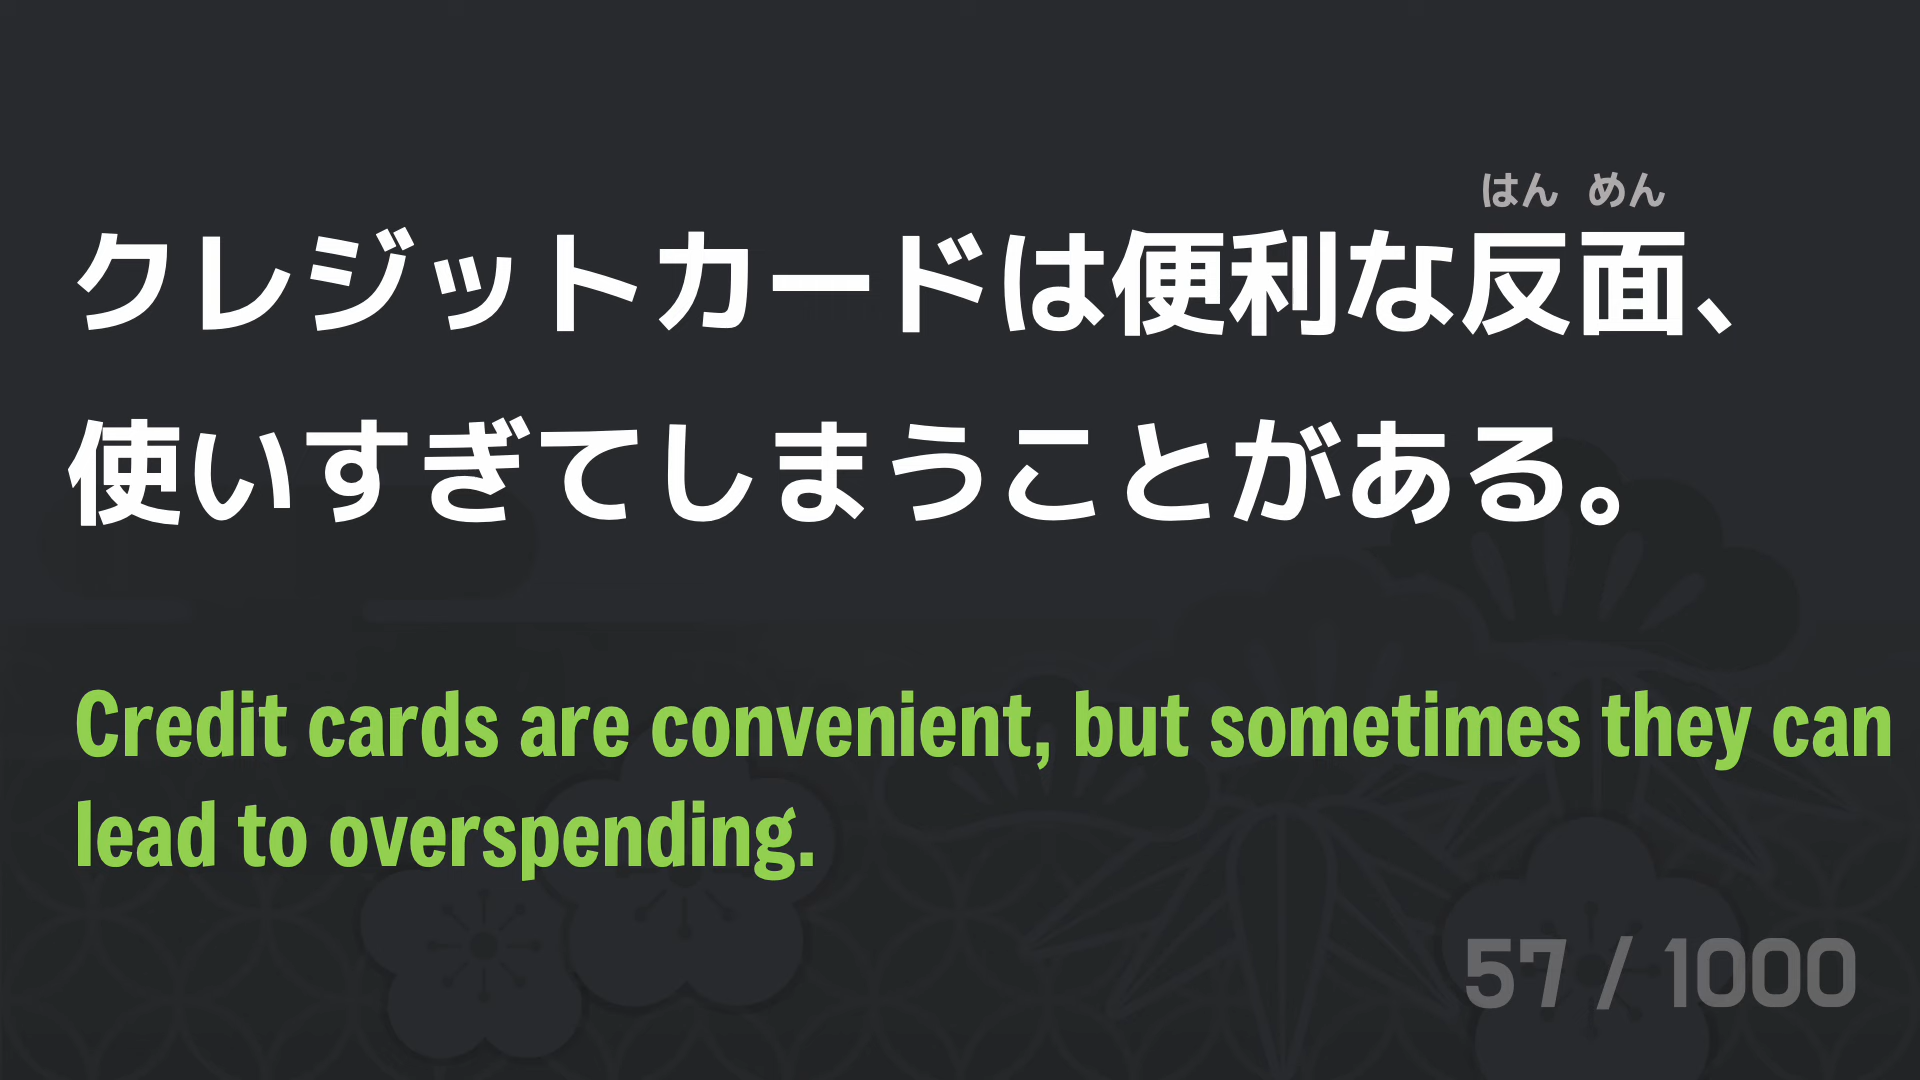 はん めん
クレジットカードは便利な反面、
使いすぎてしまうことがある。
Credit cards are convenient, but sometimes they can
lead to overspending.
57 / 1000